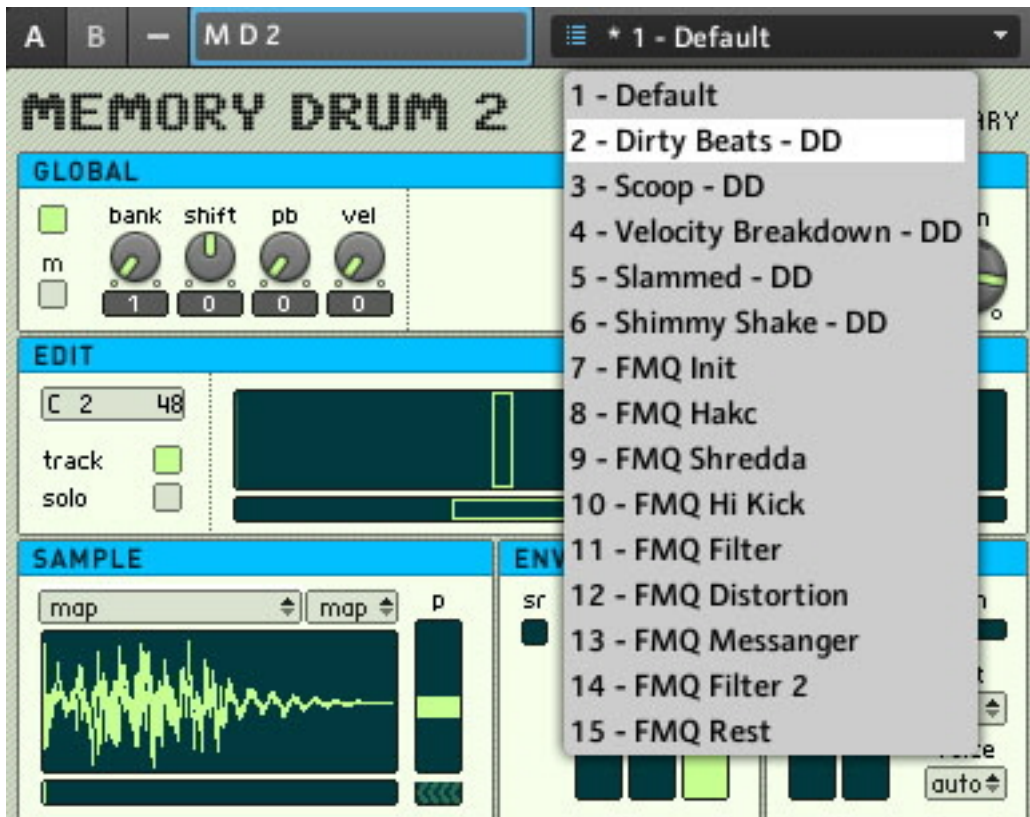 A B – M D 2 * 1 - Default
MEMORY DRUM 2
GLOBAL
bank shift pb vel
m
1 0 0 0
EDIT
C 2 48
track
solo
SAMPLE
map map p
sr
auto
1 - Default
2 - Dirty Beats - DD
3 - Scoop - DD
4 - Velocity Breakdown - DD
5 - Slammed - DD
6 - Shimmy Shake - DD
7 - FMQ Init
8 - FMQ Hakc
9 - FMQ Shredda
10 - FMQ Hi Kick
11 - FMQ Filter
12 - FMQ Distortion
13 - FMQ Messanger
14 - FMQ Filter 2
15 - FMQ Rest